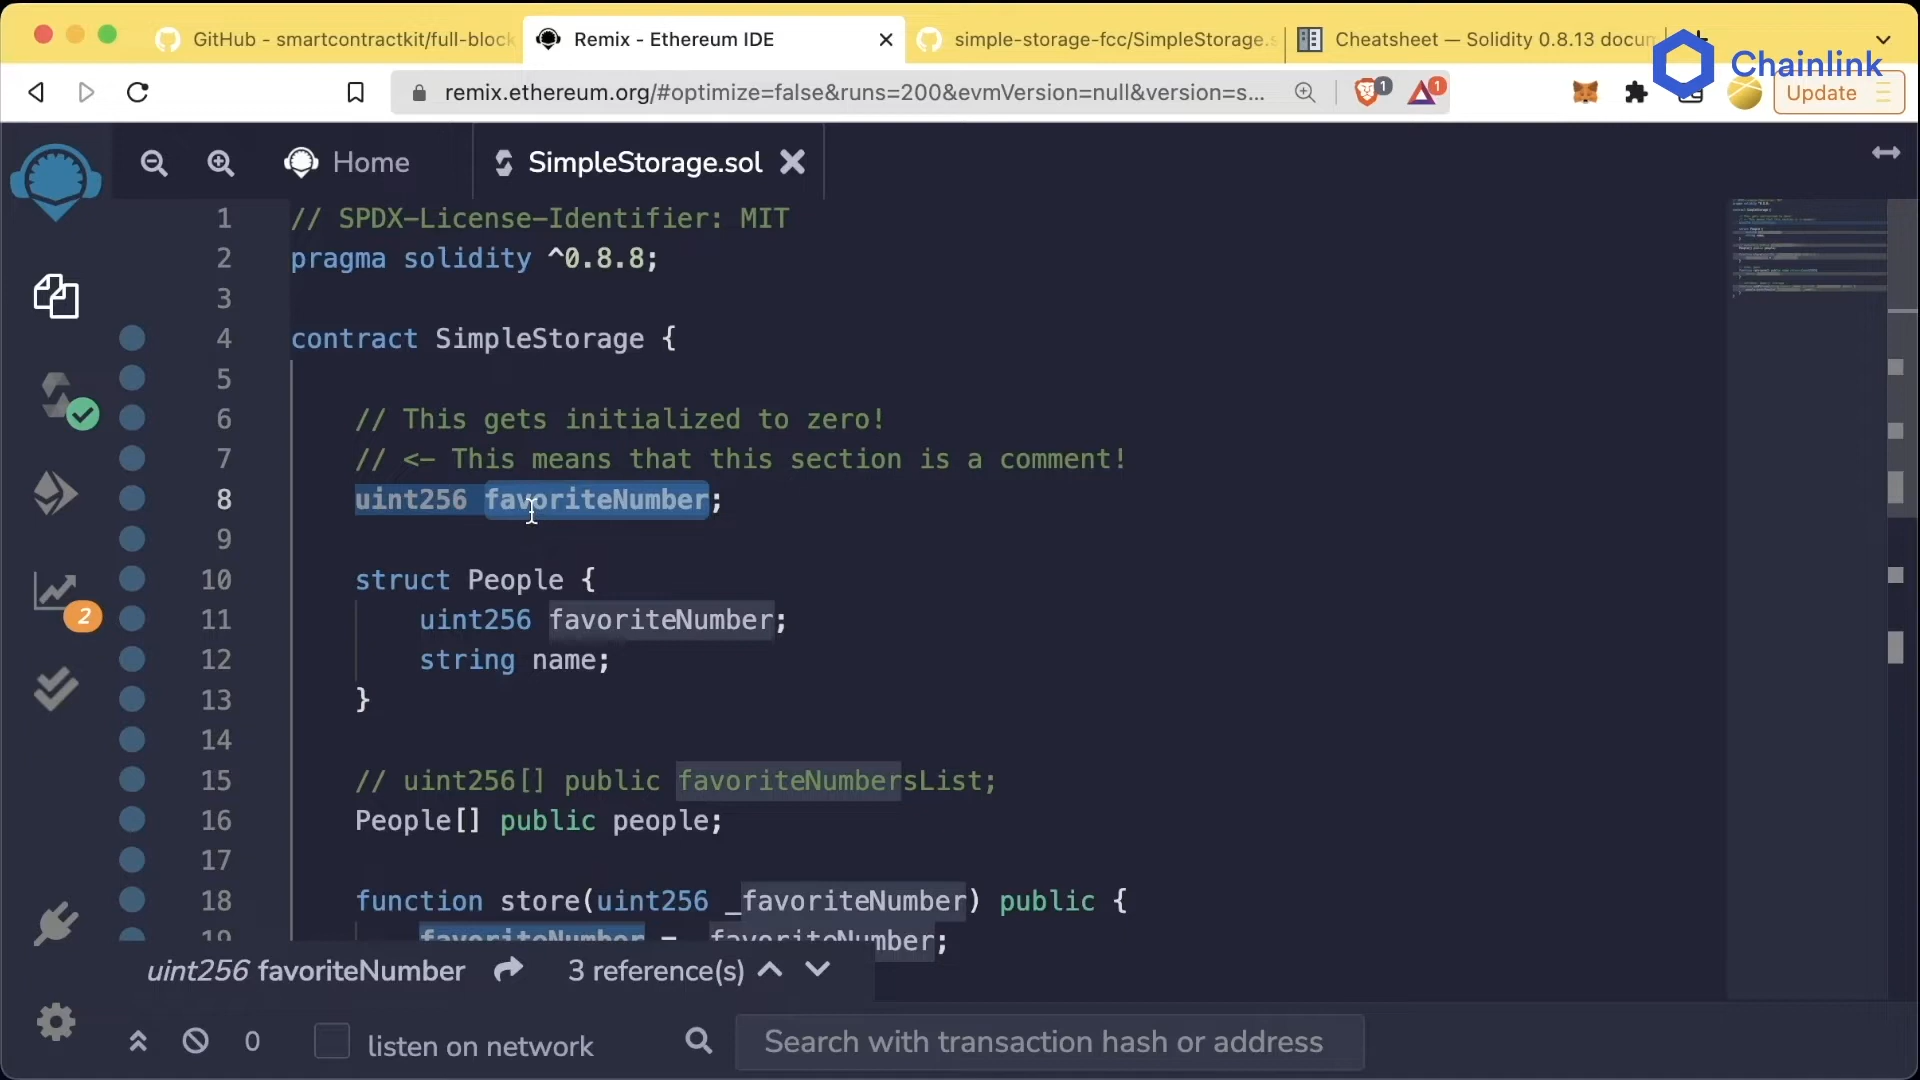 GitHub - smartcontractkit/full-block
Remix - Ethereum IDE
simple-storage-fcc/SimpleStorage.s
Cheatsheet — Solidity 0.8.13 docum
Chainlink
remix.ethereum.org/#optimize=false&runs=200&evmVersion=null&version=s...
1
1
Update
Home
SimpleStorage.sol
1 // SPDX-License-Identifier: MIT
2 pragma solidity ^0.8.8;
3
4 contract SimpleStorage {
5
6 // This gets initialized to zero!
7 // <- This means that this section is a comment!
8 uint256 favoriteNumber;
9
10 struct People {
11 uint256 favoriteNumber;
12 string name;
13 }
14
15 // uint256[] public favoriteNumbersList;
16 People[] public people;
17
18 function store(uint256 _favoriteNumber) public {
19 favoriteNumber = _favoriteNumber;
2
uint256 favoriteNumber
3 reference(s)
0
listen on network
Search with transaction hash or address